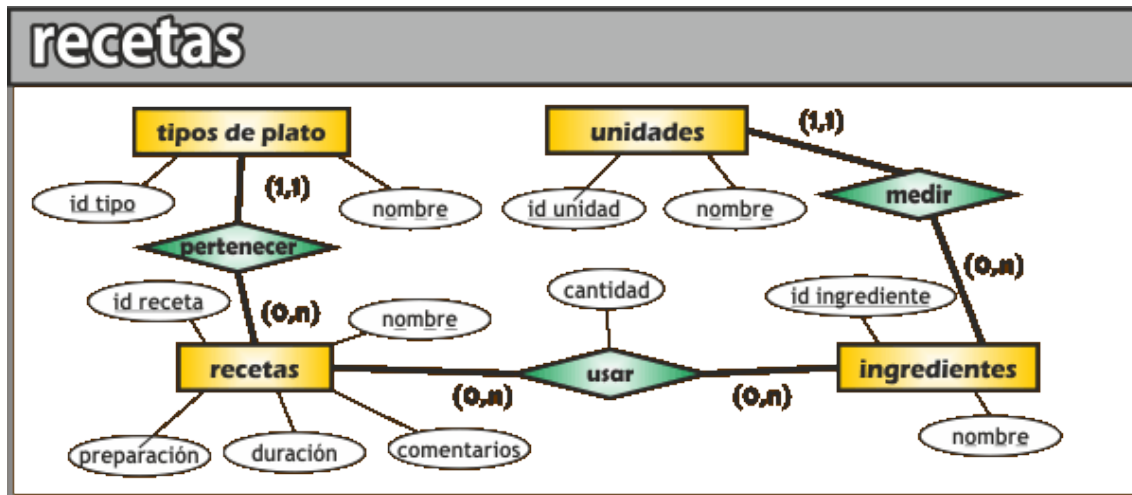 recetas
tipos de plato
unidades
(1,1)
(1,1)
id tipo
nombre
id unidad
nombre
medir
pertenecer
(0,n)
id receta
cantidad
id ingrediente
(0,n)
nombre
recetas
usar
ingredientes
(0,n)
(0,n)
preparación
duración
comentarios
nombre